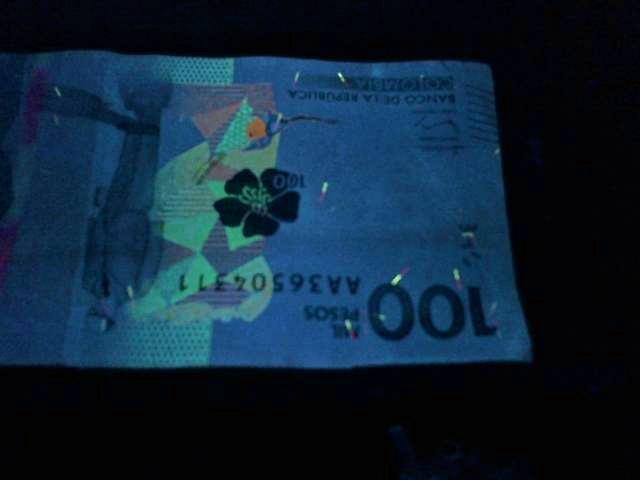 100
MIL
PESOS
AA36504311
100
BANCO DE LA REPÚBLICA
COLOMBIA